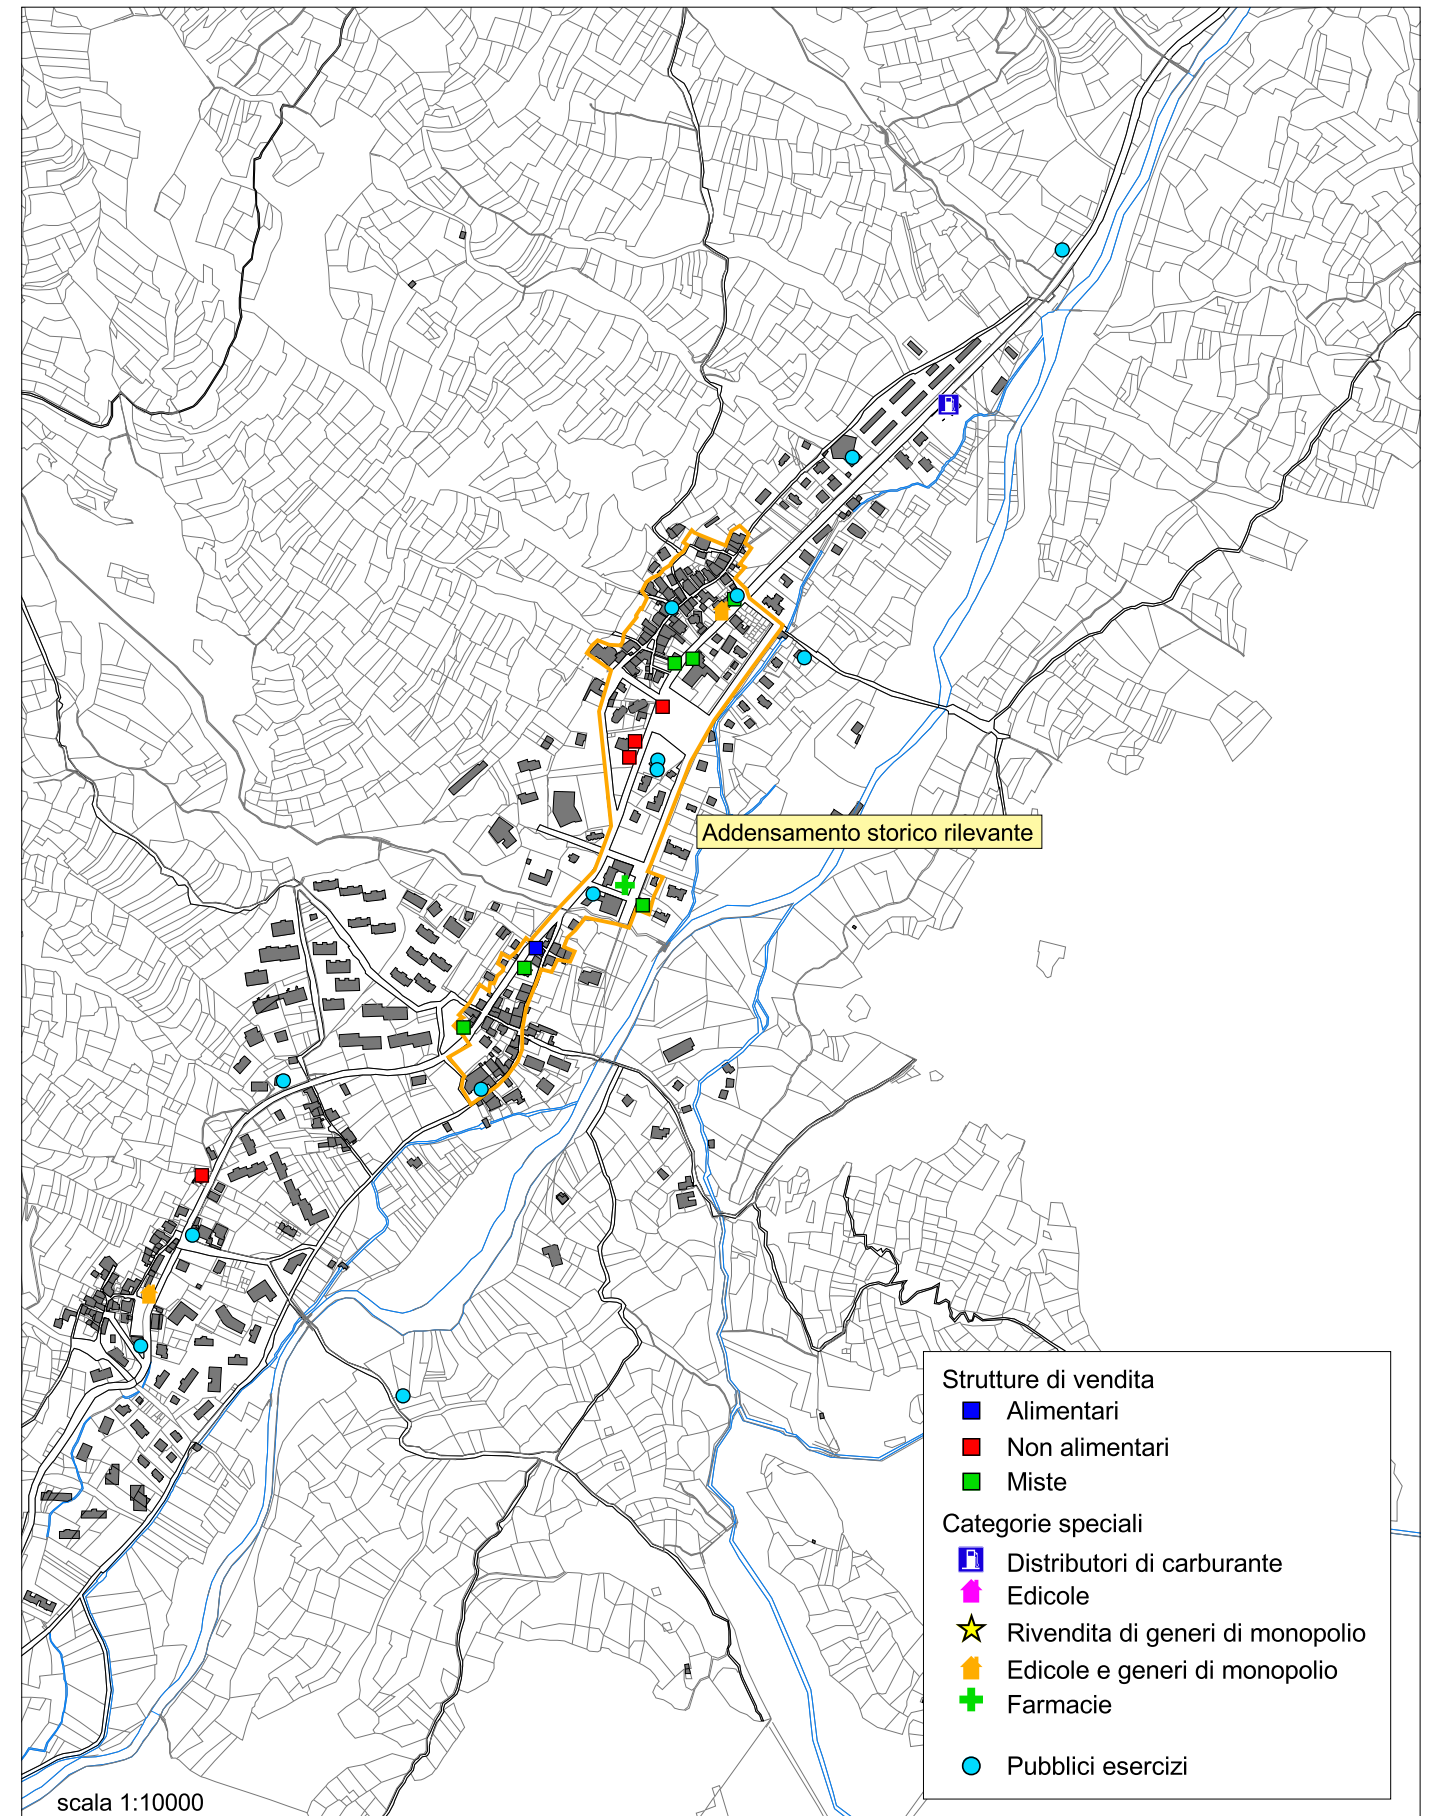 Addensamento storico rilevante
Strutture di vendita
Alimentari
Non alimentari
Miste
Categorie speciali
Distributori di carburante
Edicole
Rivendita di generi di monopolio
Edicole e generi di monopolio
Farmacie
Pubblici esercizi
scala 1:10000